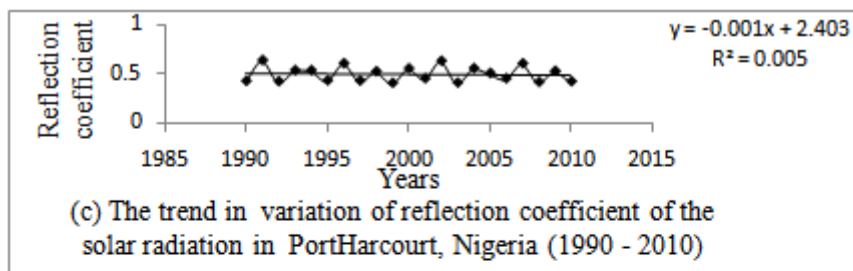 1
0.5
0
Reflection
coefficient
y = -0.001x + 2.403
R² = 0.005
1985 1990 1995 2000 2005 2010 2015
Years
(c) The trend in variation of reflection coefficient of the
solar radiation in PortHarcourt, Nigeria (1990 - 2010)